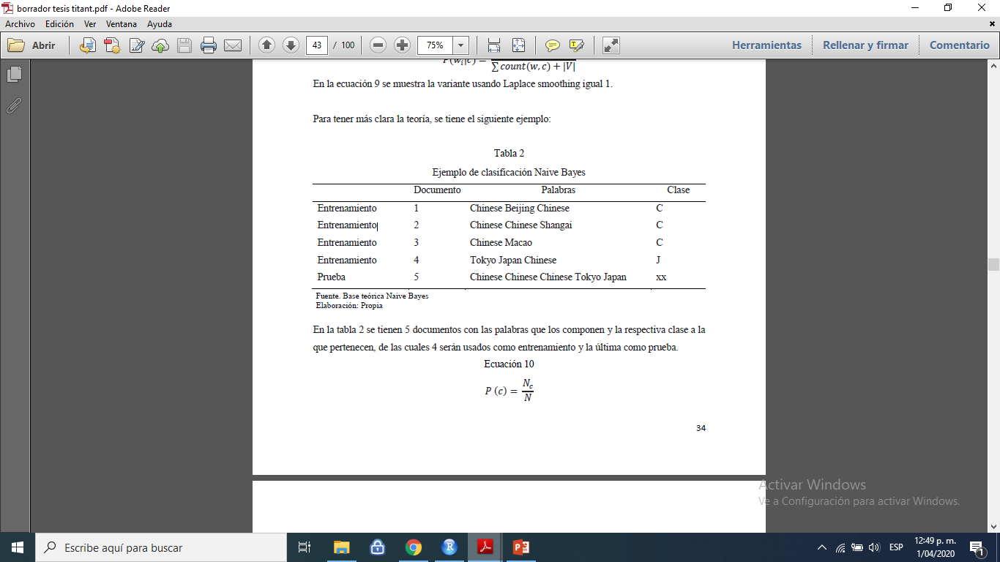 borrador tesis titant.pdf - Adobe Reader
Archivo Edición Ver Ventana Ayuda
Abrir 43 / 100 75% Herramientas Rellenar y firmar Comentario
P(wᵢ|c) = ∑ count(w, c) + |V|
En la ecuación 9 se muestra la variante usando Laplace smoothing igual 1.
Para tener más clara la teoría, se tiene el siguiente ejemplo:
Tabla 2
Ejemplo de clasificación Naive Bayes
Documento Palabras Clase
Entrenamiento 1 Chinese Beijing Chinese C
Entrenamiento 2 Chinese Chinese Shangai C
Entrenamiento 3 Chinese Macao C
Entrenamiento 4 Tokyo Japan Chinese J
Prueba 5 Chinese Chinese Chinese Tokyo Japan xx
Fuente. Base teórica Naive Bayes
Elaboración: Propia
En la tabla 2 se tienen 5 documentos con las palabras que los componen y la respectiva clase a la
que pertenecen, de las cuales 4 serán usados como entrenamiento y la última como prueba.
Ecuación 10
P (c) = N_c / N
34
Activar Windows
Ve a Configuración para activar Windows.
Escribe aquí para buscar
ESP
12:49 p. m.
1/04/2020
1